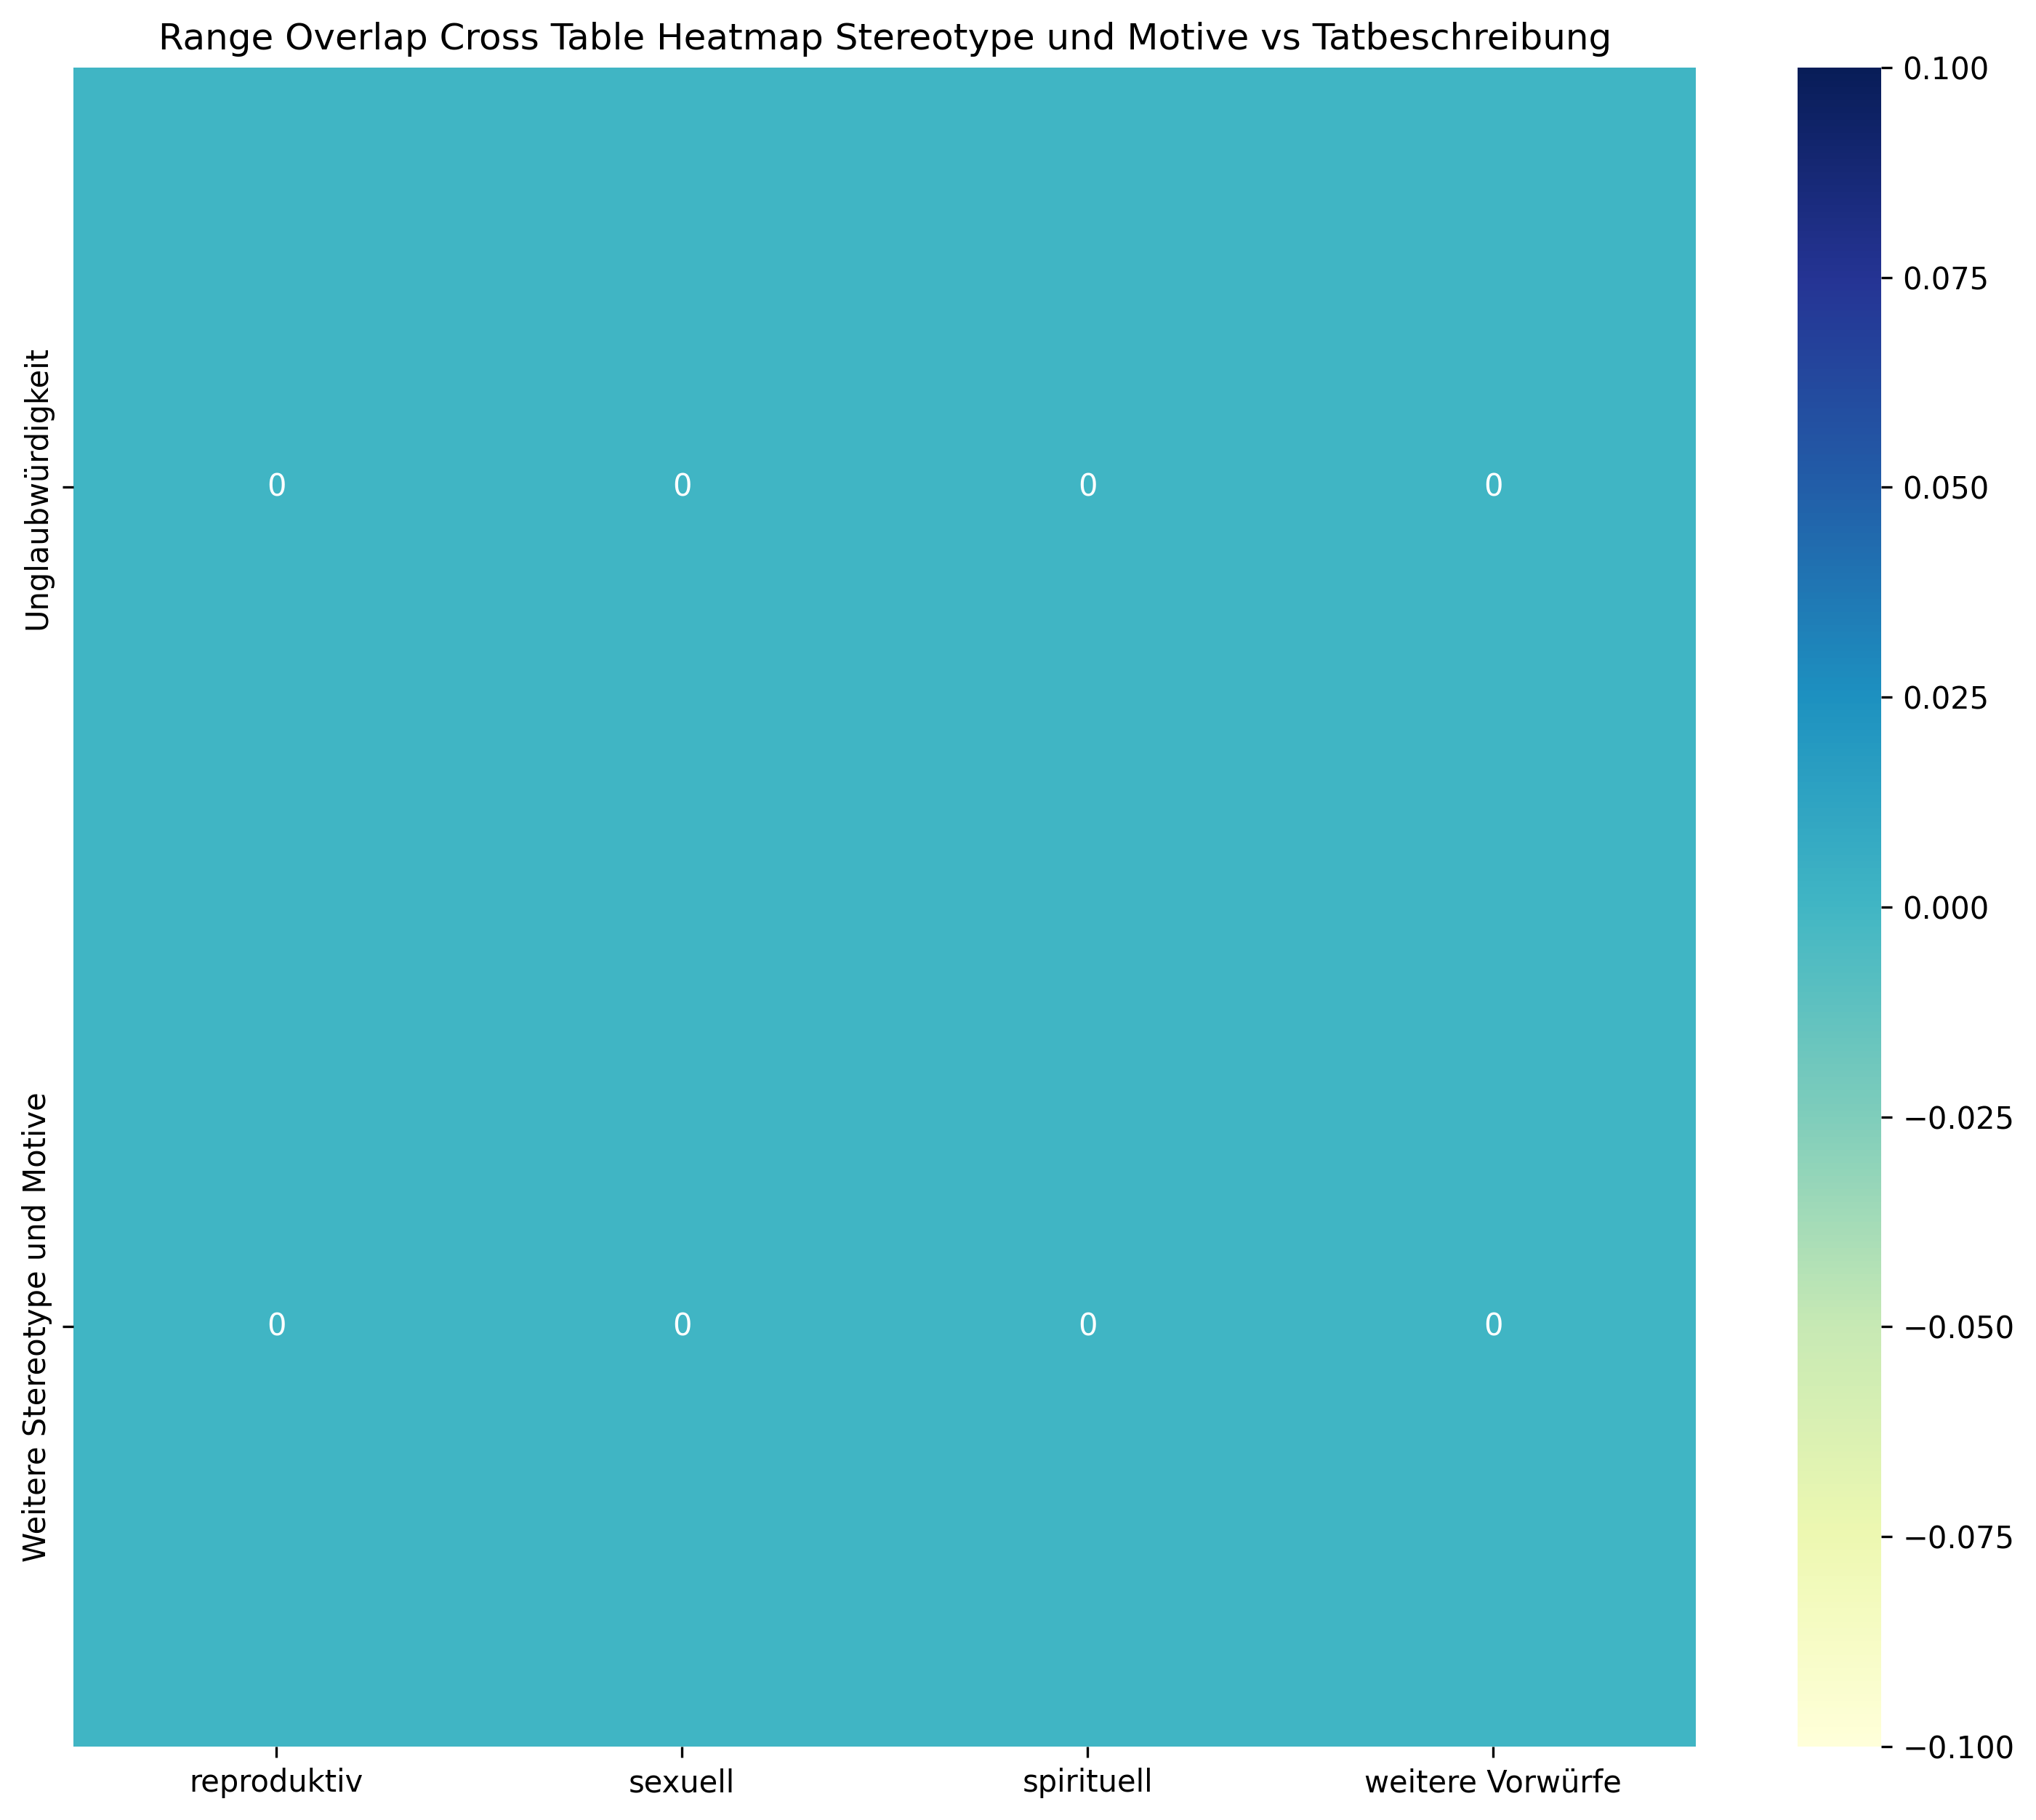 Range Overlap Cross Table Heatmap Stereotype und Motive vs Tatbeschreibung
Unglaubwürdigkeit
0 0 0 0
Weitere Stereotype und Motive
0 0 0 0
reproduktiv sexuell spirituell weitere Vorwürfe
0.100
0.075
0.050
0.025
0.000
−0.025
−0.050
−0.075
−0.100